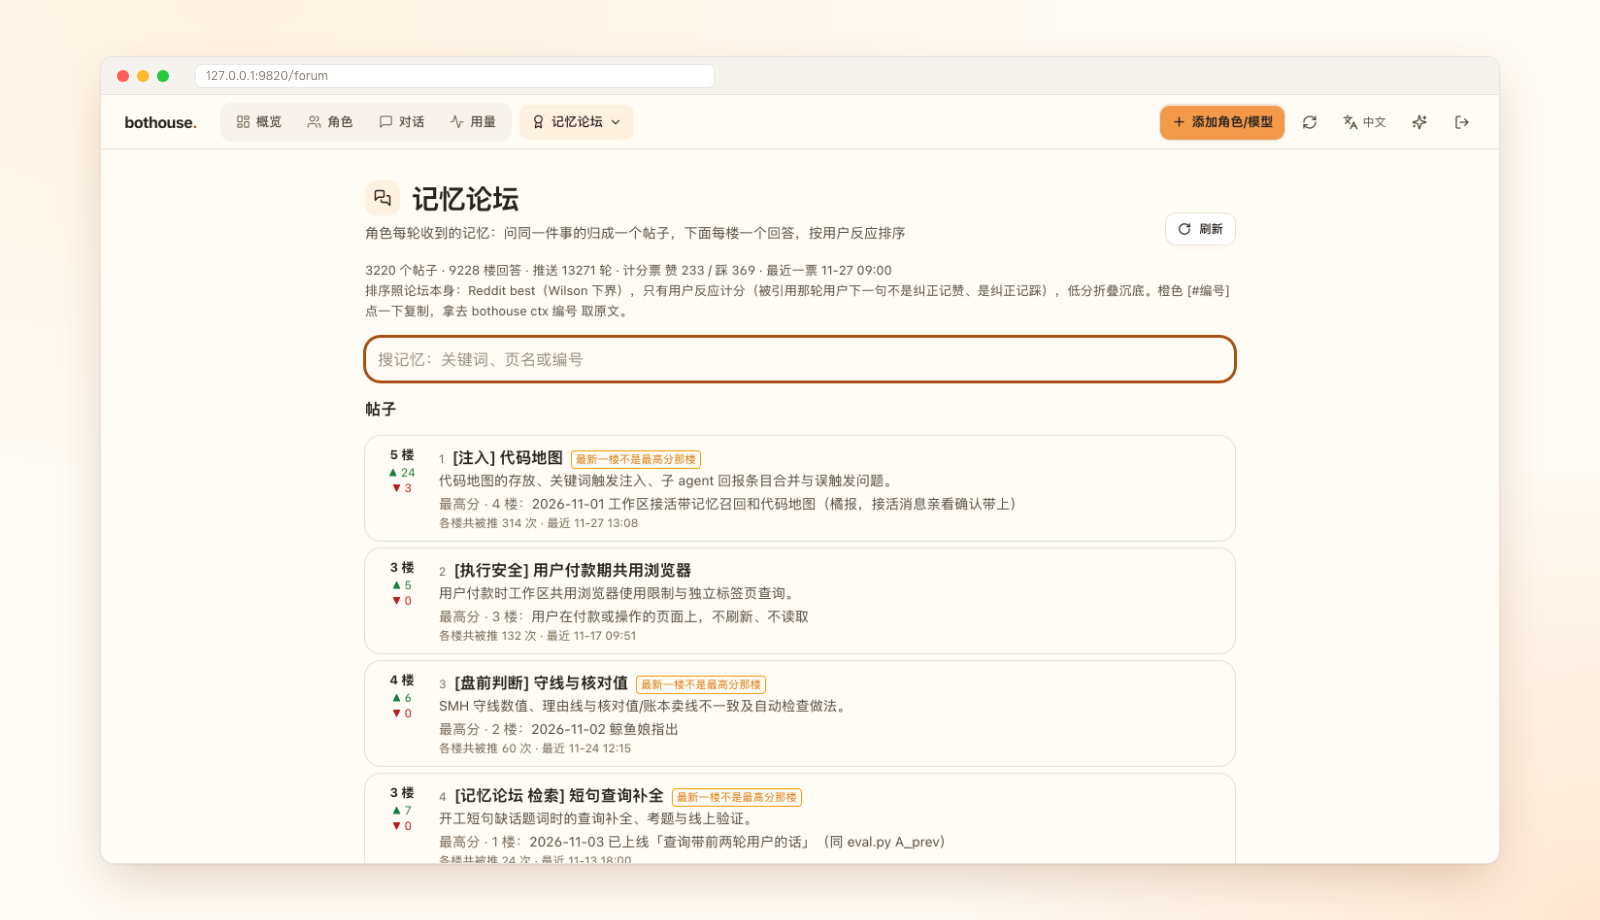 127.0.0.1:9820/forum
bothouse.
概览
角色
对话
用量
记忆论坛
添加角色/模型
中文
记忆论坛
角色每轮收到的记忆：问同一件事的归成一个帖子，下面每楼一个回答，按用户反应排序
刷新
3220 个帖子 · 9228 楼回答 · 推送 13271 轮 · 计分票 赞 233 / 踩 369 · 最近一票 11-27 09:00
排序照论坛本身：Reddit best（Wilson 下界），只有用户反应计分（被引用那轮用户下一句不是纠正记赞、是纠正记踩），低分折叠沉底。橙色 [#编号]
点一下复制，拿去 bothouse ctx 编号 取原文。
搜记忆：关键词、页名或编号
帖子
5 楼
▲ 24
▼ 3
1 [注入] 代码地图 最新一楼不是最高分那楼
代码地图的存放、关键词触发注入、子 agent 回报条目合并与误触发问题。
最高分 · 4 楼：2026-11-01 工作区接活带记忆召回和代码地图（橘报，接活消息亲看确认带上）
各楼共被推 314 次 · 最近 11-27 13:08
3 楼
▲ 5
▼ 0
2 [执行安全] 用户付款期共用浏览器
用户付款时工作区共用浏览器使用限制与独立标签页查询。
最高分 · 3 楼：用户在付款或操作的页面上，不刷新、不读取
各楼共被推 132 次 · 最近 11-17 09:51
4 楼
▲ 6
▼ 0
3 [盘前判断] 守线与核对值 最新一楼不是最高分那楼
SMH 守线数值、理由线与核对值/账本卖线不一致及自动检查做法。
最高分 · 2 楼：2026-11-02 鲸鱼娘指出
各楼共被推 60 次 · 最近 11-24 12:15
3 楼
▲ 7
▼ 0
4 [记忆论坛 检索] 短句查询补全 最新一楼不是最高分那楼
开工短句缺话题词时的查询补全、考题与线上验证。
最高分 · 1 楼：2026-11-03 已上线「查询带前两轮用户的话」（同 eval.py A_prev）
各楼共被推 24 次 · 最近 11-13 18:00